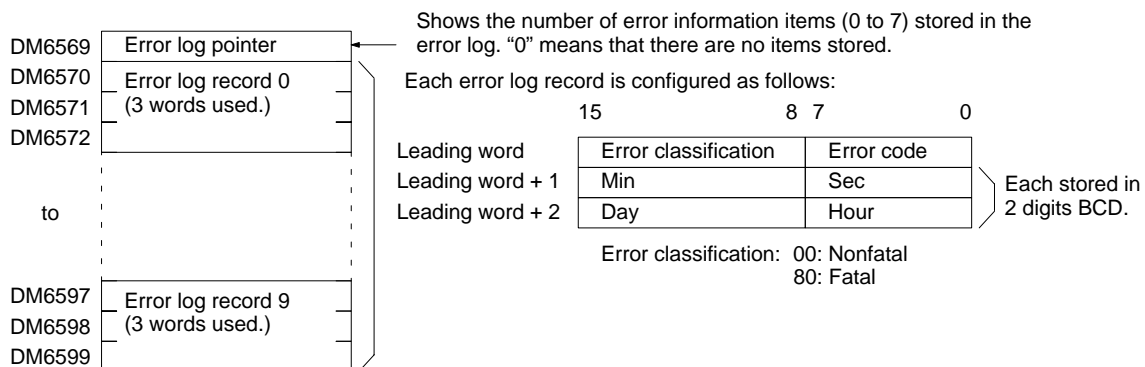 Shows the number of error information items (0 to 7) stored in the
error log. “0” means that there are no items stored.
DM6569 Error log pointer
DM6570 Error log record 0
DM6571 (3 words used.)
DM6572
to
DM6597 Error log record 9
DM6598 (3 words used.)
DM6599
Each error log record is configured as follows:
15 8 7 0
Leading word Error classification Error code
Leading word + 1 Min Sec
Leading word + 2 Day Hour
Each stored in
2 digits BCD.
Error classification: 00: Nonfatal
80: Fatal